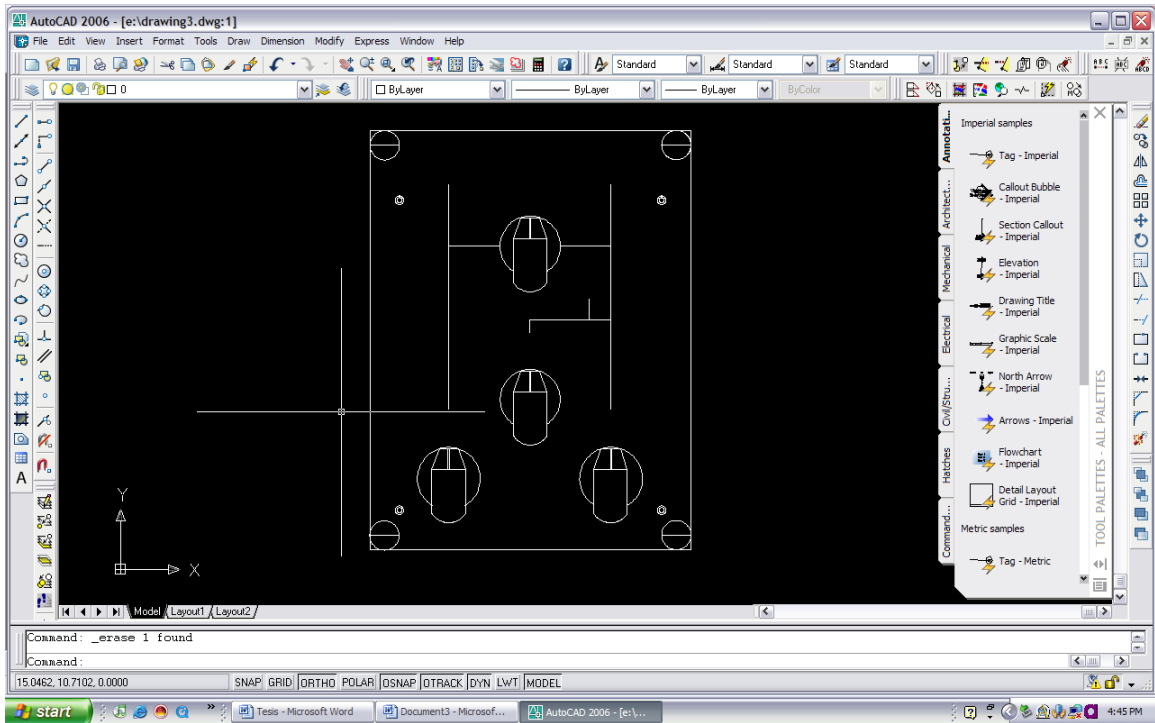 AutoCAD 2006 - [e:\drawing3.dwg:1]
File Edit View Insert Format Tools Draw Dimension Modify Express Window Help
Standard Standard Standard
0 ByLayer ByLayer ByLayer ByColor
Annotati...
Architect...
Mechanical
Electrical
Civil/Stru...
Hatches
Command...
Imperial samples
Tag - Imperial
Callout Bubble
- Imperial
Section Callout
- Imperial
Elevation
- Imperial
Drawing Title
- Imperial
Graphic Scale
- Imperial
North Arrow
- Imperial
Arrows - Imperial
Flowchart
- Imperial
Detail Layout
Grid - Imperial
Metric samples
Tag - Metric
TOOL PALETTES - ALL PALETTES
A
Y
X
Model Layout1 Layout2
Command: _erase 1 found
Command:
15.0462, 10.7102, 0.0000 SNAP GRID ORTHO POLAR OSNAP OTRACK DYN LWT MODEL
start Tesis - Microsoft Word Document3 - Microsof... AutoCAD 2006 - [e:\... 4:45 PM